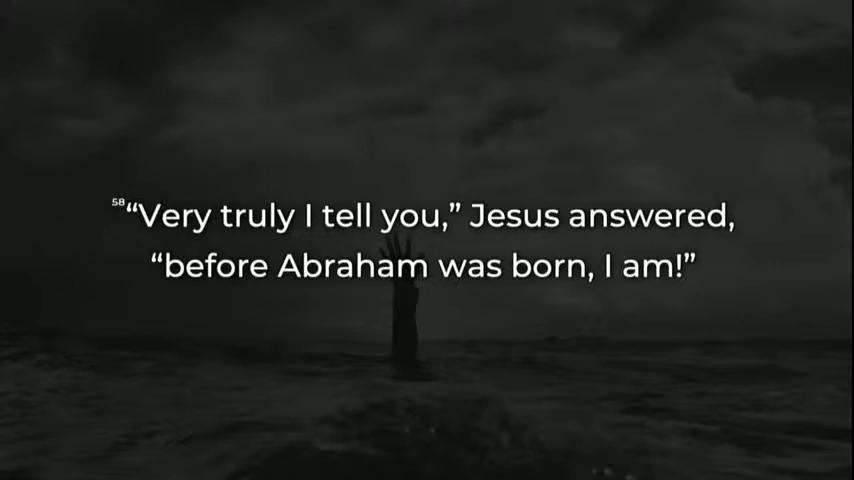 58“Very truly I tell you,” Jesus answered,
“before Abraham was born, I am!”